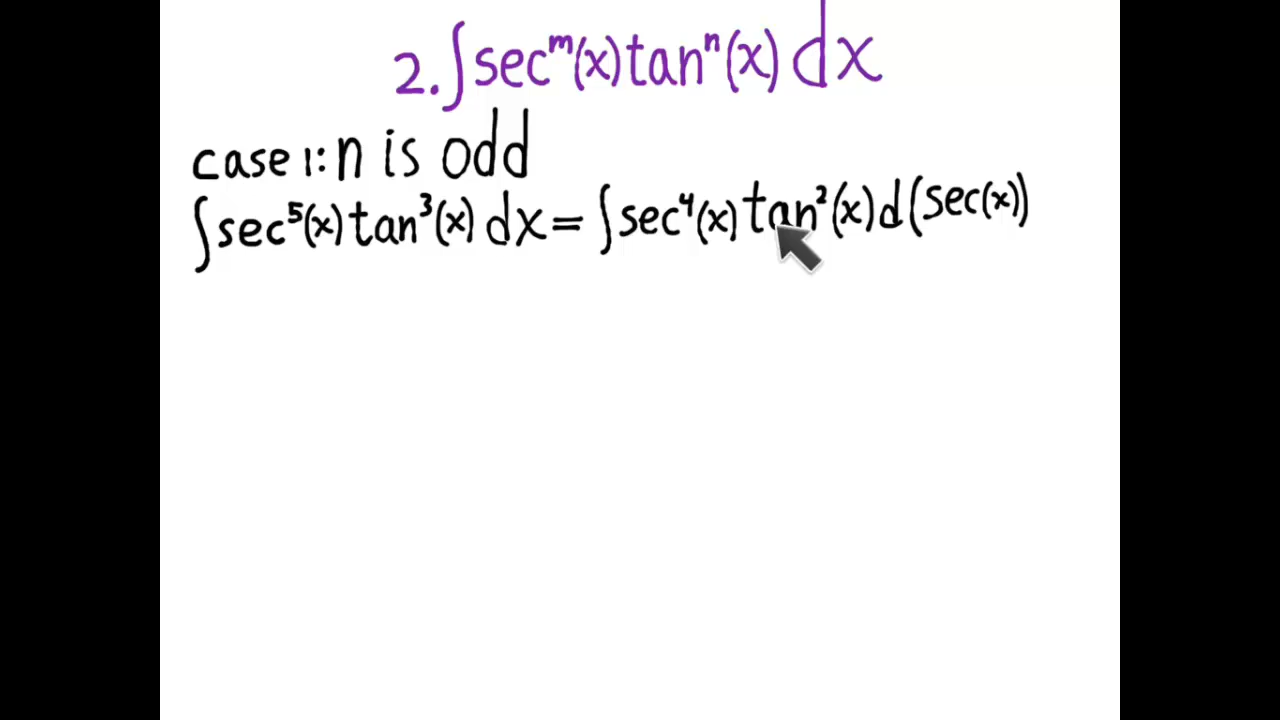 2. ∫sec^m(x)tan^n(x)dx
case 1: n is odd
∫sec^5(x)tan^3(x)dx=∫sec^4(x)tan^2(x)d(sec(x))